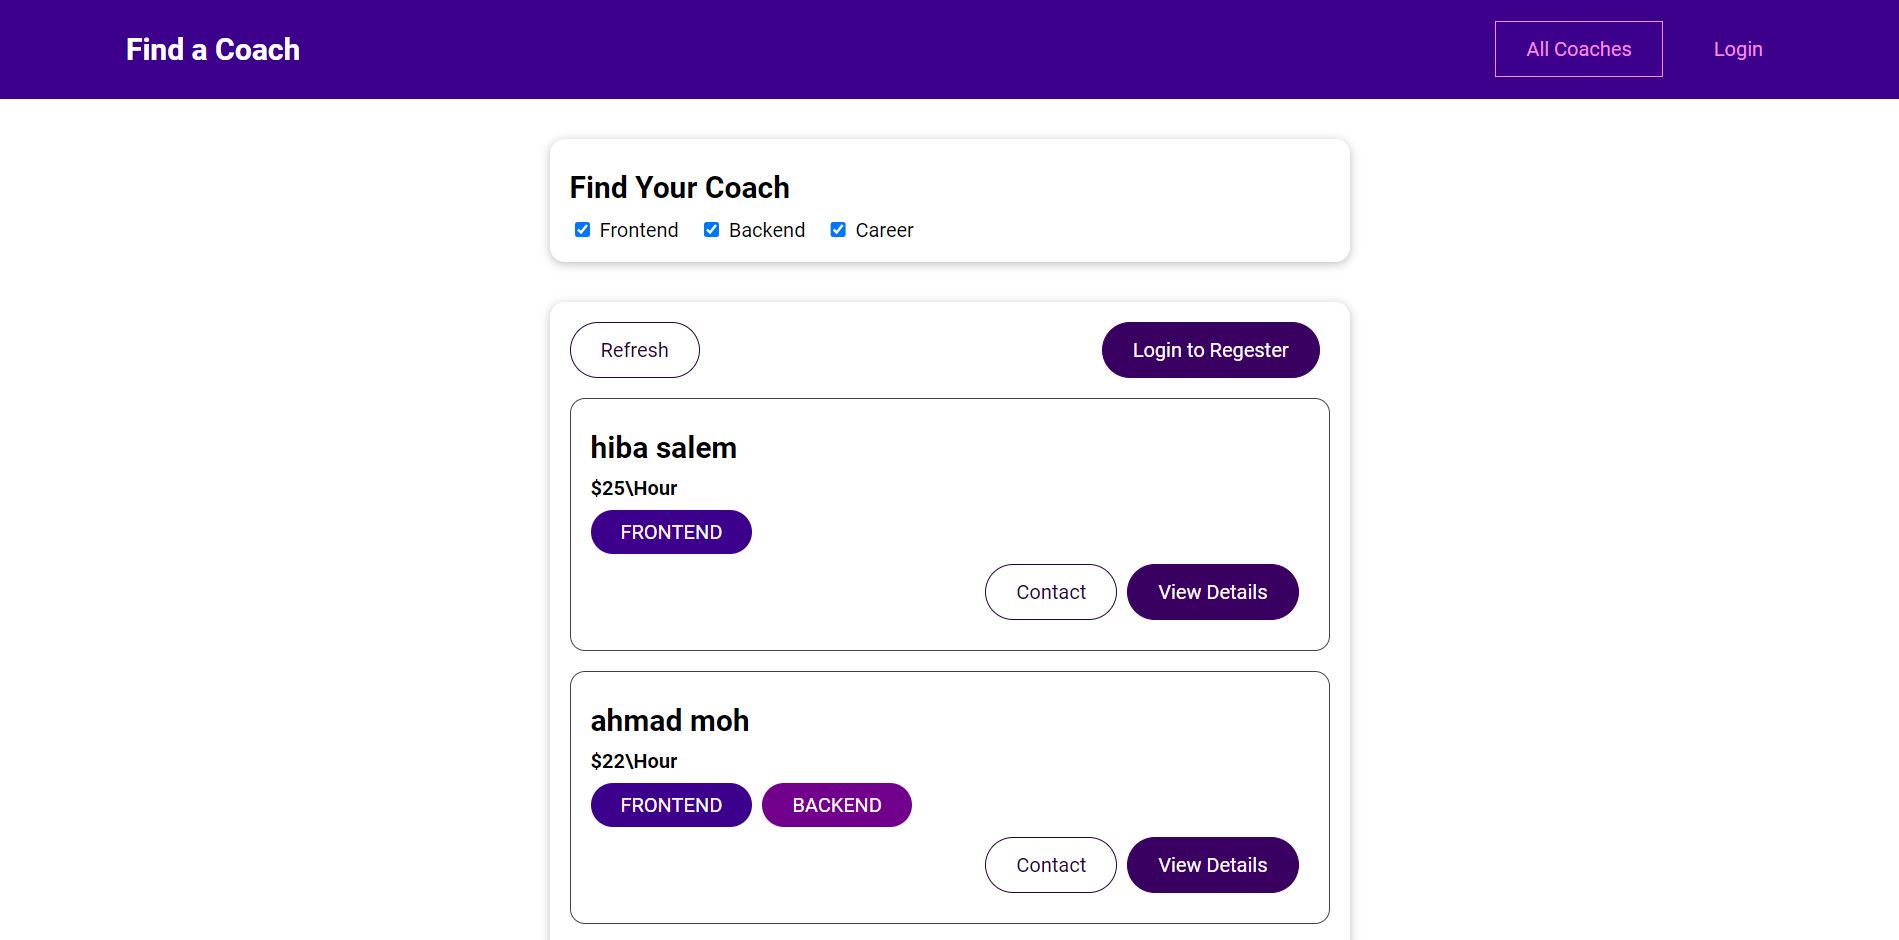 Find a Coach
All Coaches
Login
Find Your Coach
Frontend
Backend
Career
Refresh
Login to Regester
hiba salem
$25\Hour
FRONTEND
Contact
View Details
ahmad moh
$22\Hour
FRONTEND
BACKEND
Contact
View Details